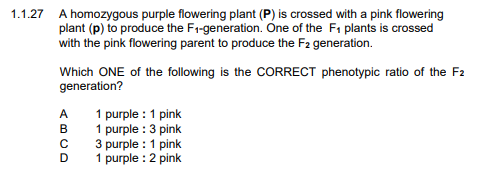 1.1.27 A homozygous purple flowering plant (P) is crossed with a pink flowering
plant (p) to produce the F₁-generation. One of the F₁ plants is crossed
with the pink flowering parent to produce the F₂ generation.
Which ONE of the following is the CORRECT phenotypic ratio of the F₂
generation?
A 1 purple : 1 pink
B 1 purple : 3 pink
C 3 purple : 1 pink
D 1 purple : 2 pink